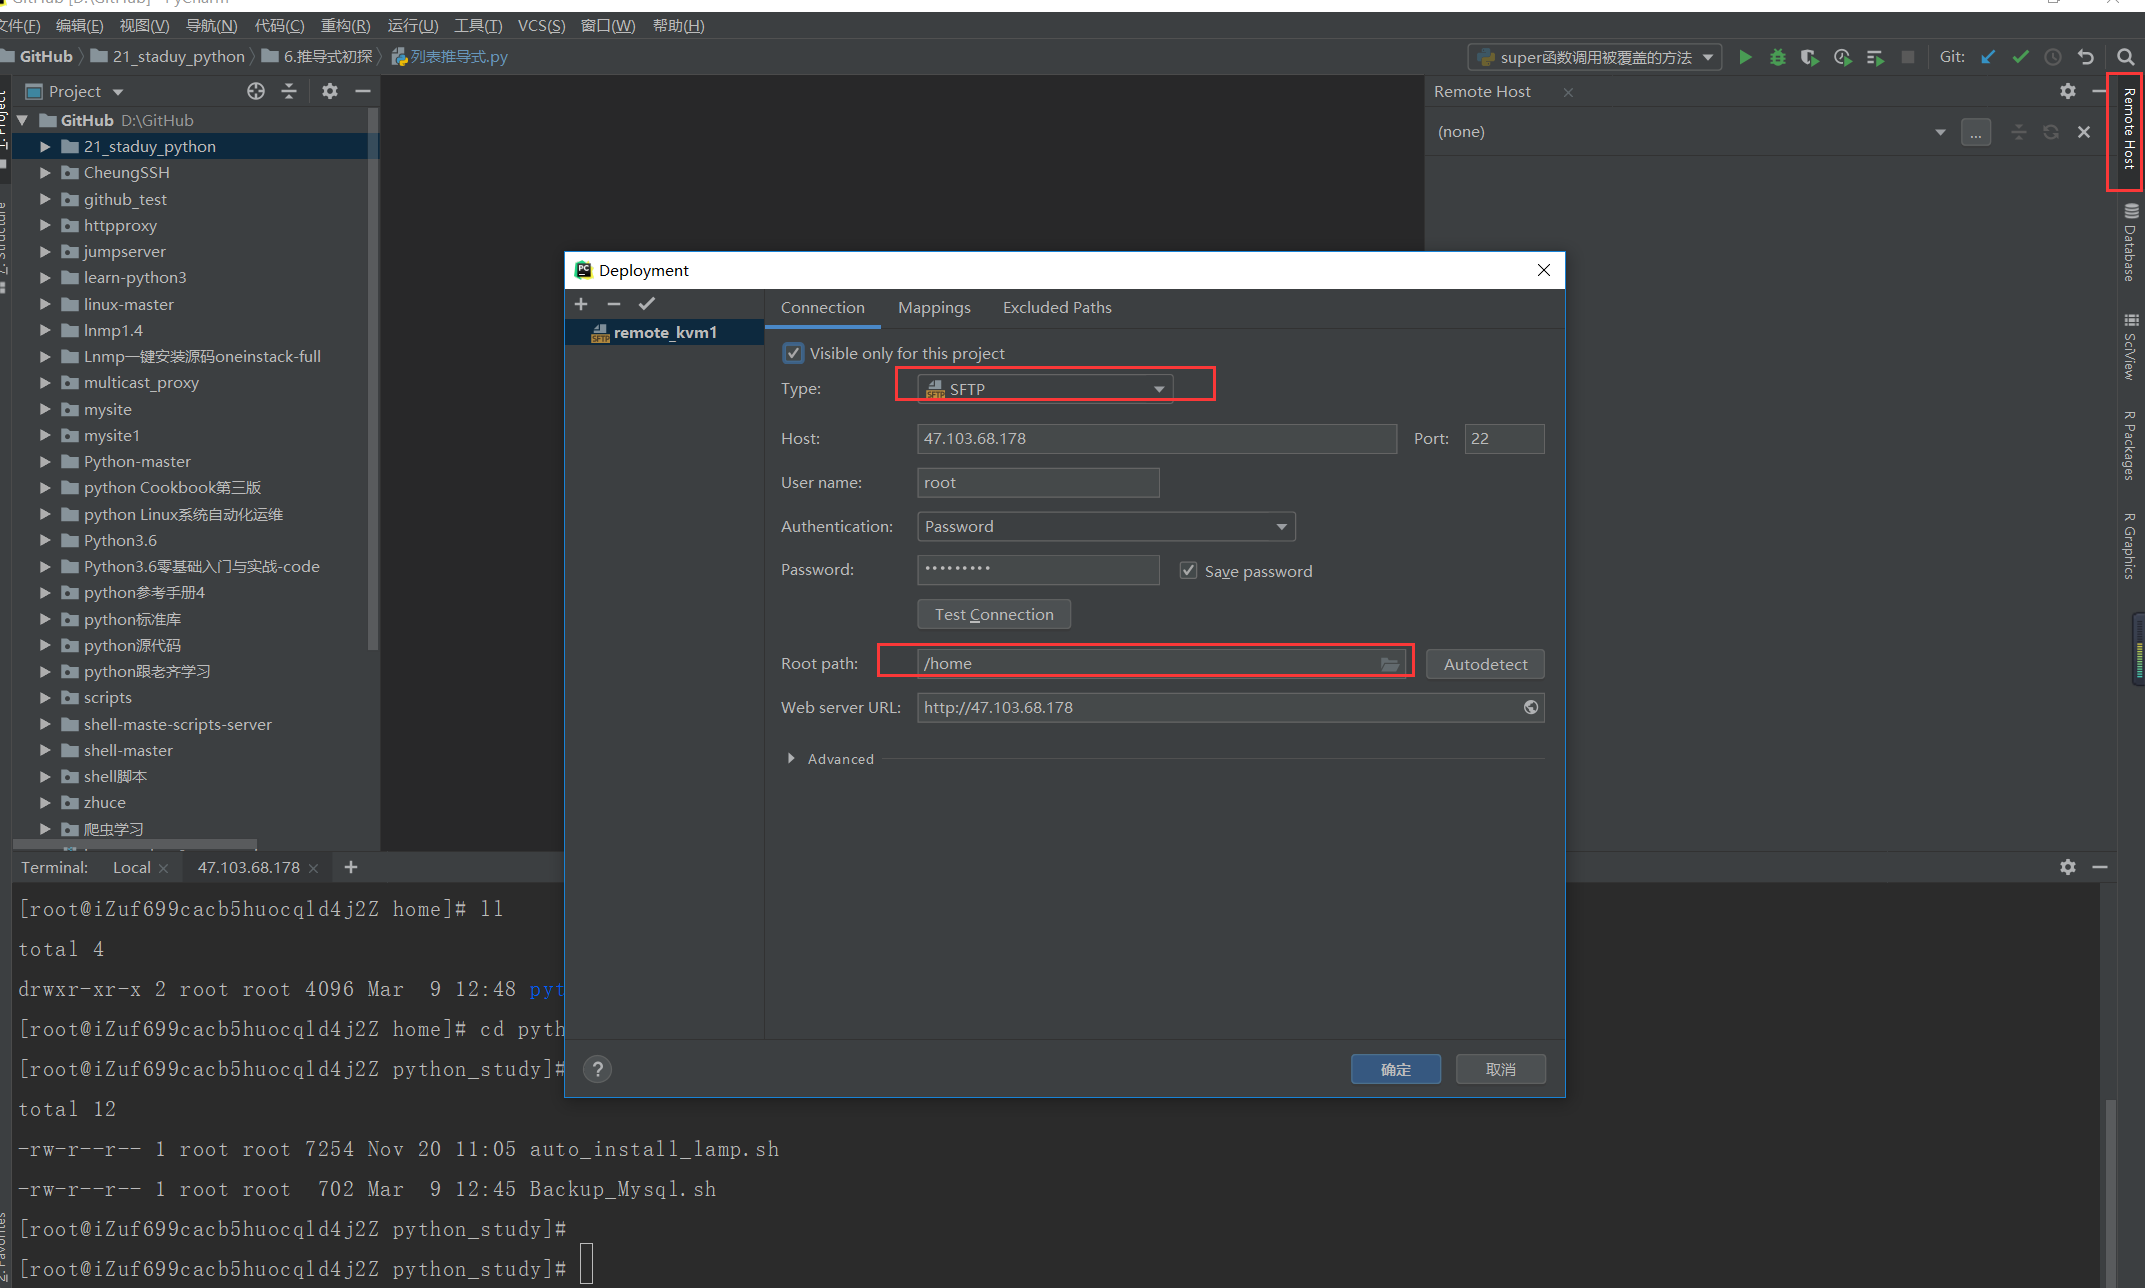 GitHub [D:\GitHub] - PyCharm
文件(F) 编辑(E) 视图(V) 导航(N) 代码(C) 重构(R) 运行(U) 工具(T) VCS(S) 窗口(W) 帮助(H)
GitHub 21_staduy_python 6.推导式初探 列表推导式.py super函数调用被覆盖的方法 Git:
Project
Remote Host
(none) ...
GitHub D:\GitHub
21_staduy_python
CheungSSH
github_test
httpproxy
jumpserver
learn-python3
linux-master
lnmp1.4
Lnmp一键安装源码oneinstack-full
multicast_proxy
mysite
mysite1
Python-master
python Cookbook第三版
python Linux系统自动化运维
Python3.6
Python3.6零基础入门与实战-code
python参考手册4
python标准库
python源代码
python跟老齐学习
scripts
shell-maste-scripts-server
shell-master
shell脚本
zhuce
爬虫学习
1: Project
7: Structure
2: Favorites
Remote Host
Database
SciView
R Packages
R Graphics
Deployment
remote_kvm1
Connection Mappings Excluded Paths
Visible only for this project
Type: SFTP
Host: 47.103.68.178 Port: 22
User name: root
Authentication: Password
Password: ••••••••• Save password
Test Connection
Root path: /home Autodetect
Web server URL: http://47.103.68.178
Advanced
? 确定 取消
Terminal: Local 47.103.68.178
[root@iZuf699cacb5huocqld4j2Z home]# ll
total 4
drwxr-xr-x 2 root root 4096 Mar 9 12:48 pyt
[root@iZuf699cacb5huocqld4j2Z home]# cd pyth
[root@iZuf699cacb5huocqld4j2Z python_study]#
total 12
-rw-r--r-- 1 root root 7254 Nov 20 11:05 auto_install_lamp.sh
-rw-r--r-- 1 root root 702 Mar 9 12:45 Backup_Mysql.sh
[root@iZuf699cacb5huocqld4j2Z python_study]#
[root@iZuf699cacb5huocqld4j2Z python_study]#